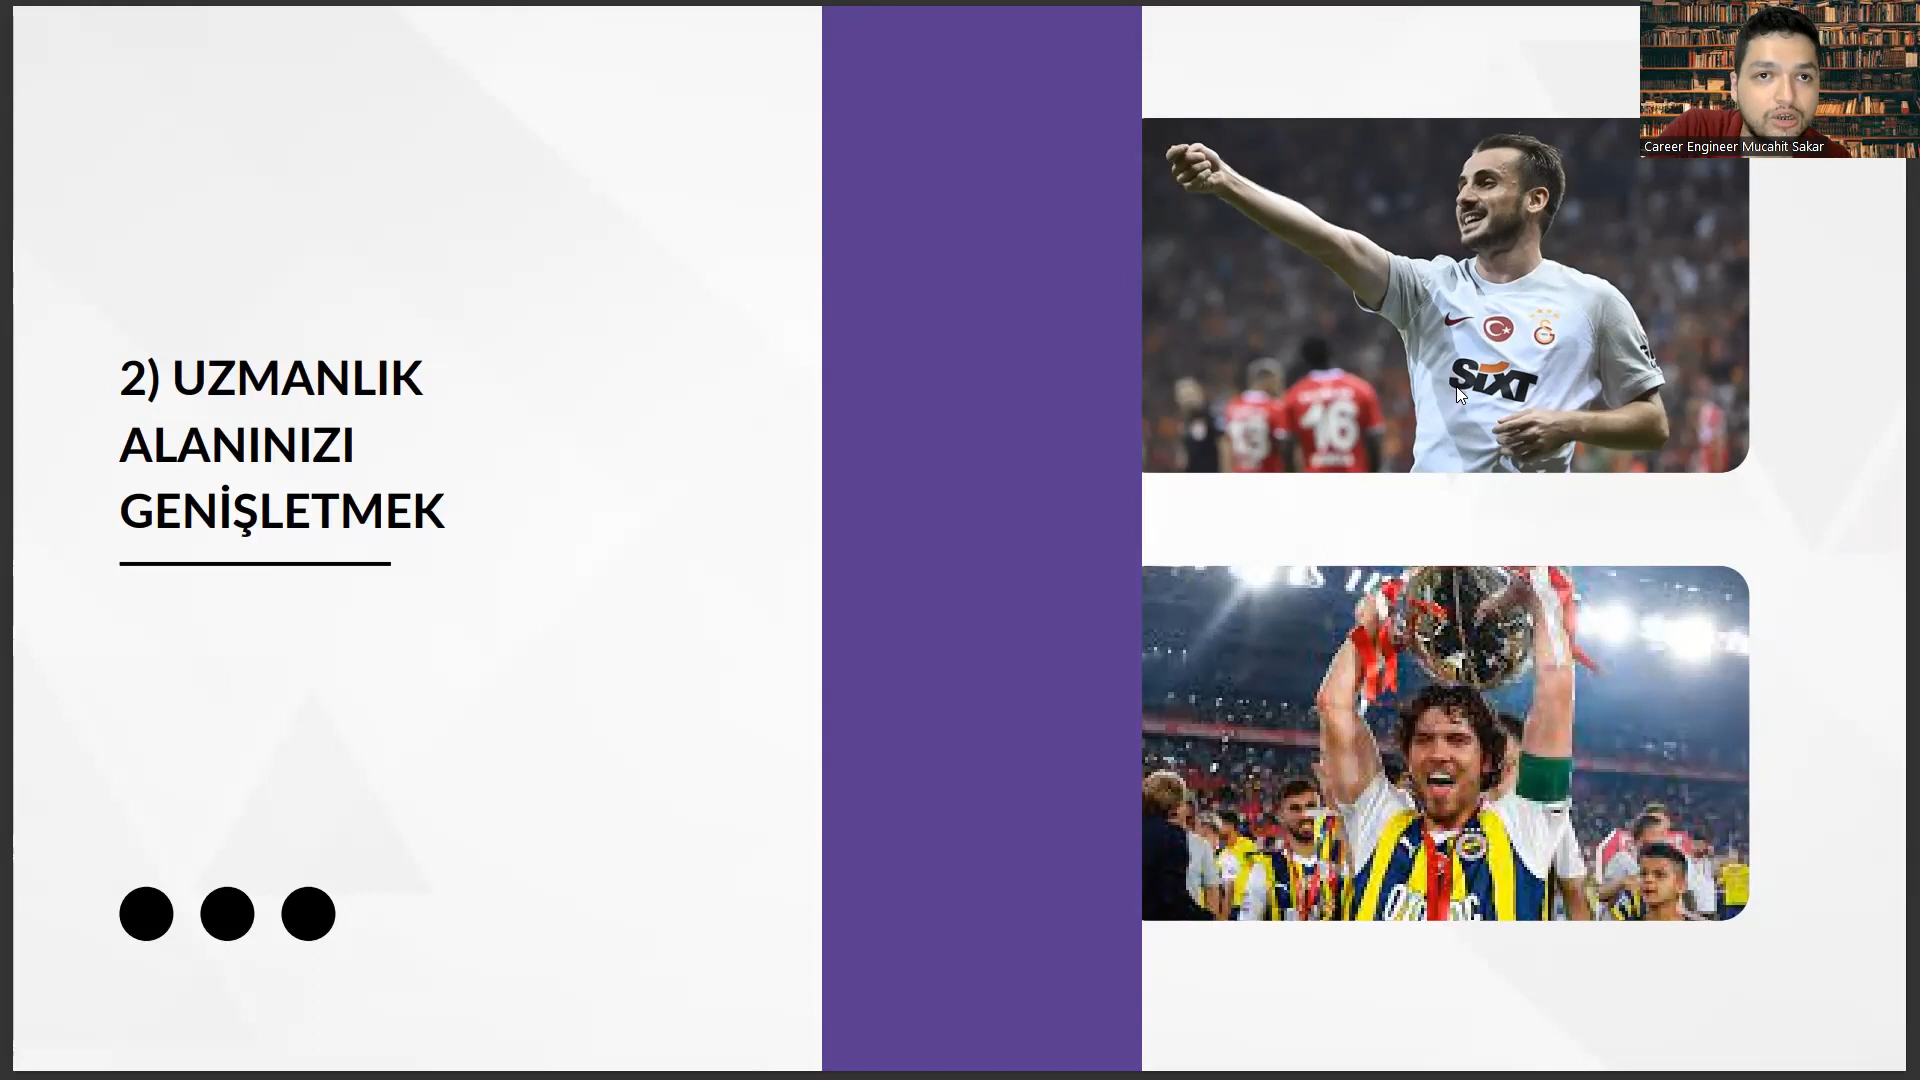 2) UZMANLIK
ALANINIZI
GENİŞLETMEK
Career Engineer Mucahit Sakar
SIXT
16